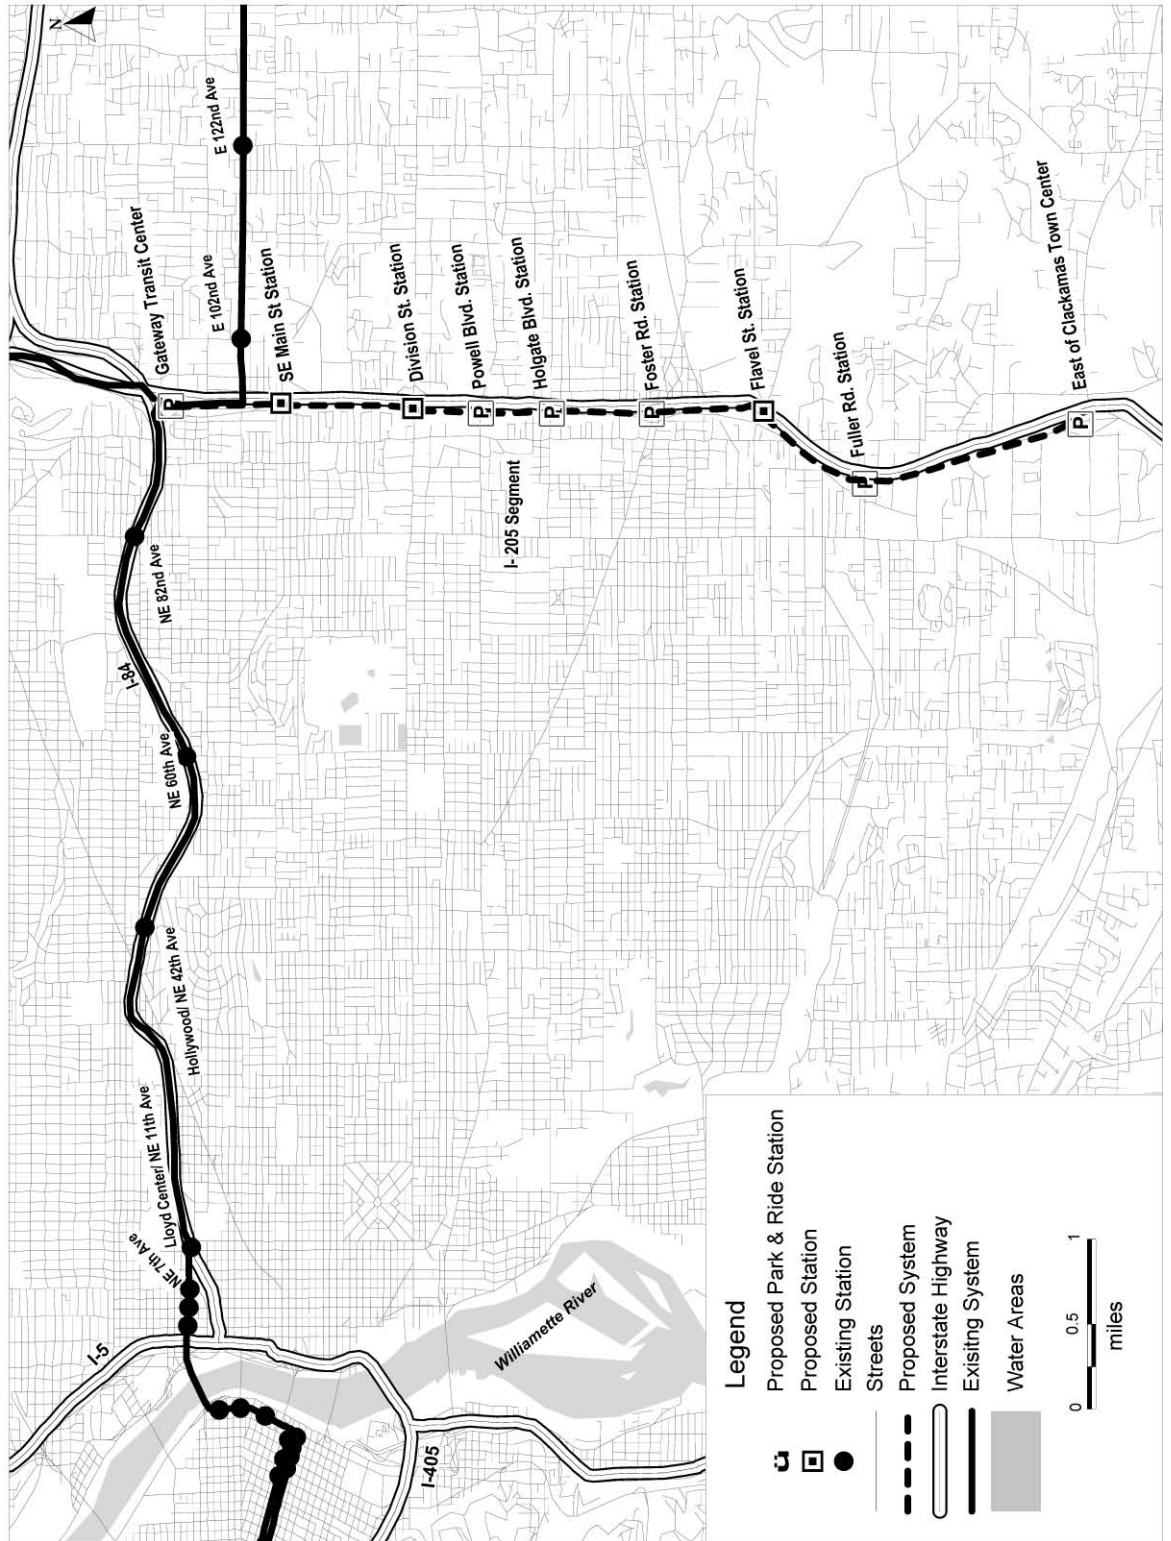 N
E 122nd Ave
E 102nd Ave
Gateway Transit Center
SE Main St Station
Division St. Station
Powell Blvd. Station
Holgate Blvd. Station
Foster Rd. Station
Flavel St. Station
Fuller Rd. Station
East of Clackamas Town Center
P
P
P
P
P
P
I- 205 Segment
NE 82nd Ave
I-84
NE 60th Ave
Hollywood/ NE 42th Ave
Lloyd Center/ NE 11th Ave
NE 7th Ave
I-5
I-405
Williamette River
Legend
ü Proposed Park & Ride Station
Proposed Station
Existing Station
Streets
Proposed System
Interstate Highway
Exisitng System
Water Areas
0 0.5 1
miles